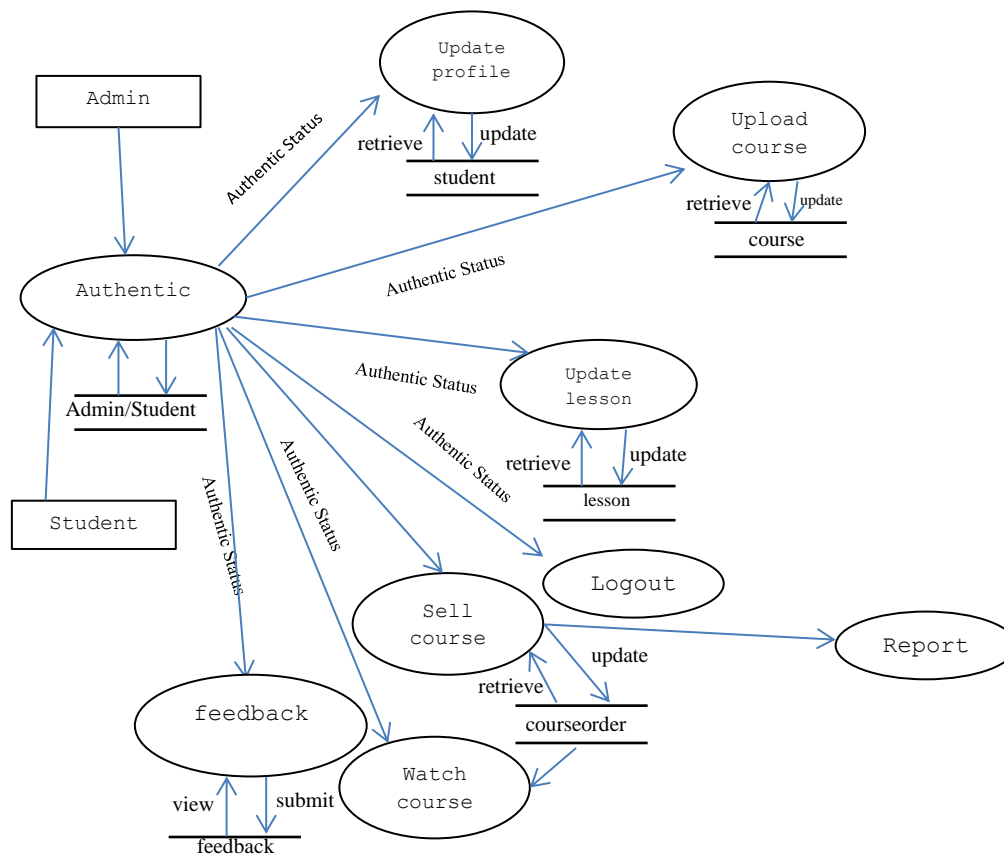 Update
profile
Admin
Upload
course
Authentic Status
retrieve
update
student
retrieve
update
course
Authentic
Authentic Status
Authentic Status
Update
lesson
Admin/Student
Authentic Status
retrieve
update
lesson
Authentic Status
Authentic Status
Student
Logout
Sell
course
Report
update
retrieve
courseorder
feedback
Watch
course
view
submit
feedback